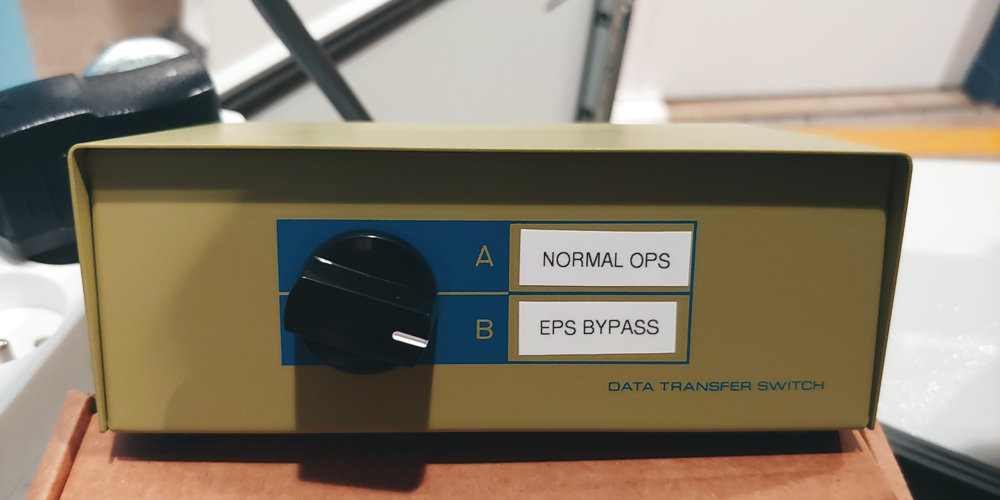 A NORMAL OPS
B EPS BYPASS
DATA TRANSFER SWITCH